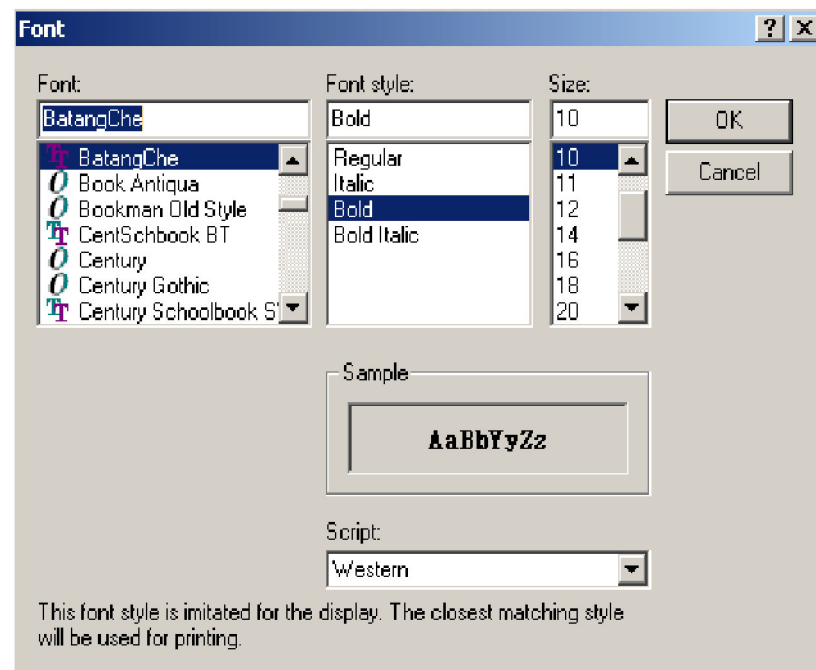 Font
? X
Font:
BatangChe
BatangChe
Book Antiqua
Bookman Old Style
CentSchbook BT
Century
Century Gothic
Century Schoolbook S
Font style:
Bold
Regular
Italic
Bold
Bold Italic
Size:
10
10
11
12
14
16
18
20
OK
Cancel
Sample
AaBbYyZz
Script:
Western
This font style is imitated for the display. The closest matching style
will be used for printing.